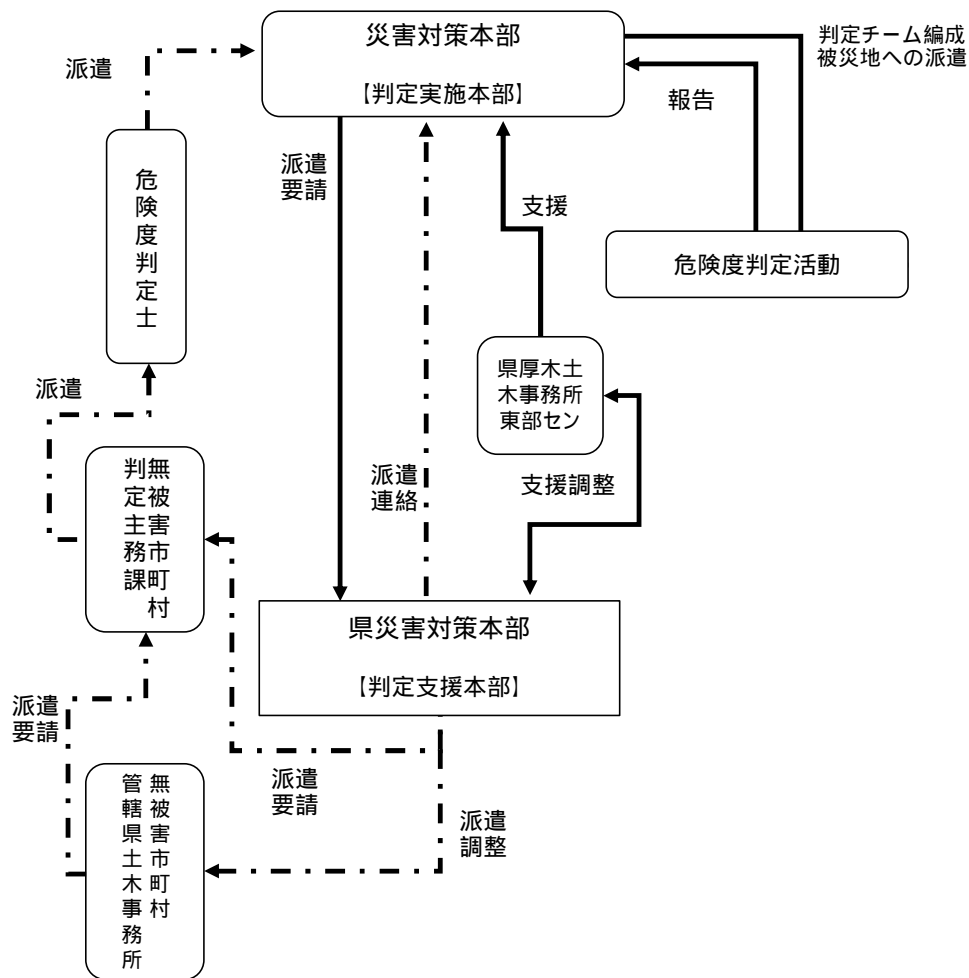 災害対策本部
【判定実施本部】
判定チーム編成
被災地への派遣
派遣
報告
危険度判定士
派遣
要請
支援
危険度判定活動
県厚木土
木事務所
東部セン
派遣
無被害市町村
判定主務課
派遣
連絡
支援調整
県災害対策本部
【判定支援本部】
派遣
要請
派遣
要請
無被害市町村
管轄県土木事務所
派遣
調整